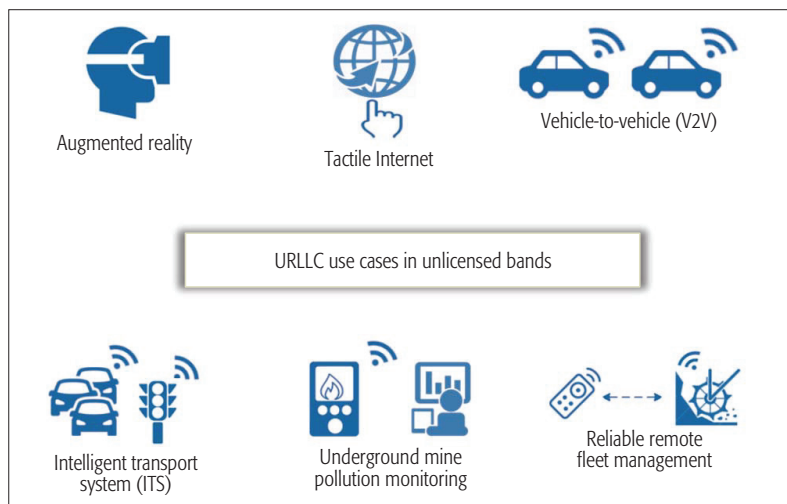 Augmented reality
Tactile Internet
Vehicle-to-vehicle (V2V)
URLLC use cases in unlicensed bands
Intelligent transport
system (ITS)
Underground mine
pollution monitoring
Reliable remote
fleet management